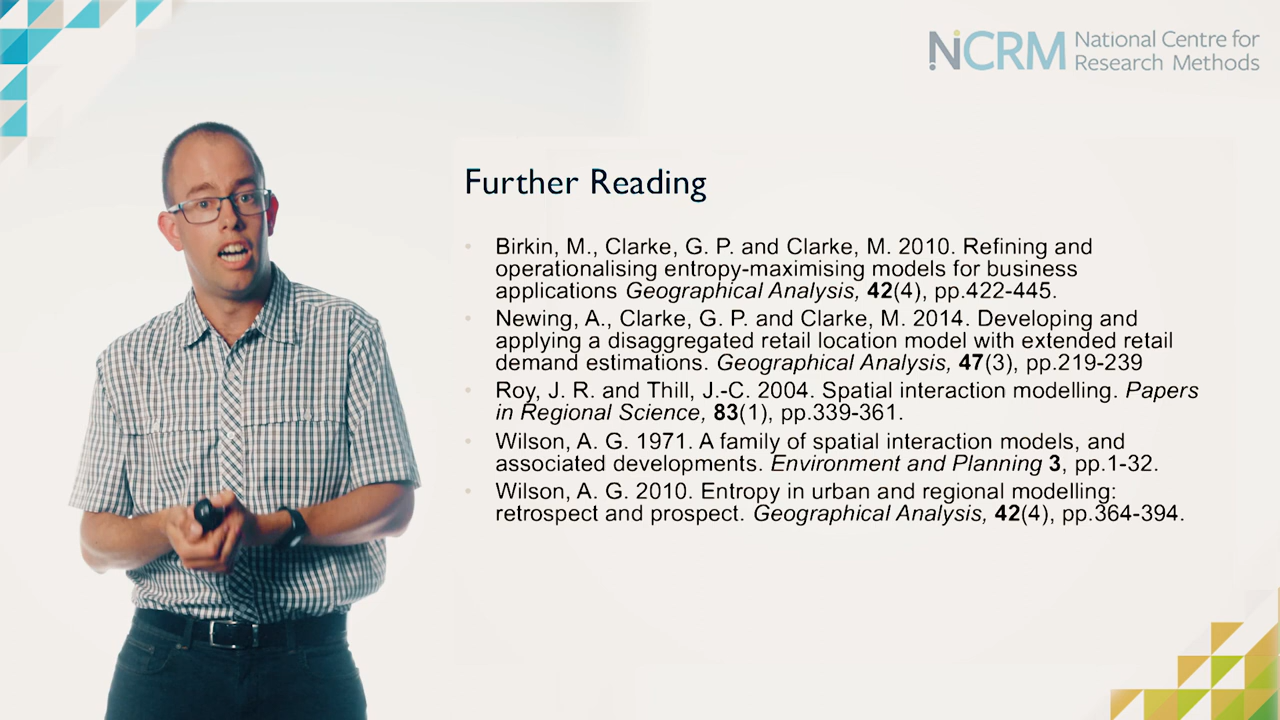 NCRM National Centre for
Research Methods
Further Reading
• Birkin, M., Clarke, G. P. and Clarke, M. 2010. Refining and
operationalising entropy-maximising models for business
applications Geographical Analysis, 42(4), pp.422-445.
• Newing, A., Clarke, G. P. and Clarke, M. 2014. Developing and
applying a disaggregated retail location model with extended retail
demand estimations. Geographical Analysis, 47(3), pp.219-239
• Roy, J. R. and Thill, J.-C. 2004. Spatial interaction modelling. Papers
in Regional Science, 83(1), pp.339-361.
• Wilson, A. G. 1971. A family of spatial interaction models, and
associated developments. Environment and Planning 3, pp.1-32.
• Wilson, A. G. 2010. Entropy in urban and regional modelling:
retrospect and prospect. Geographical Analysis, 42(4), pp.364-394.